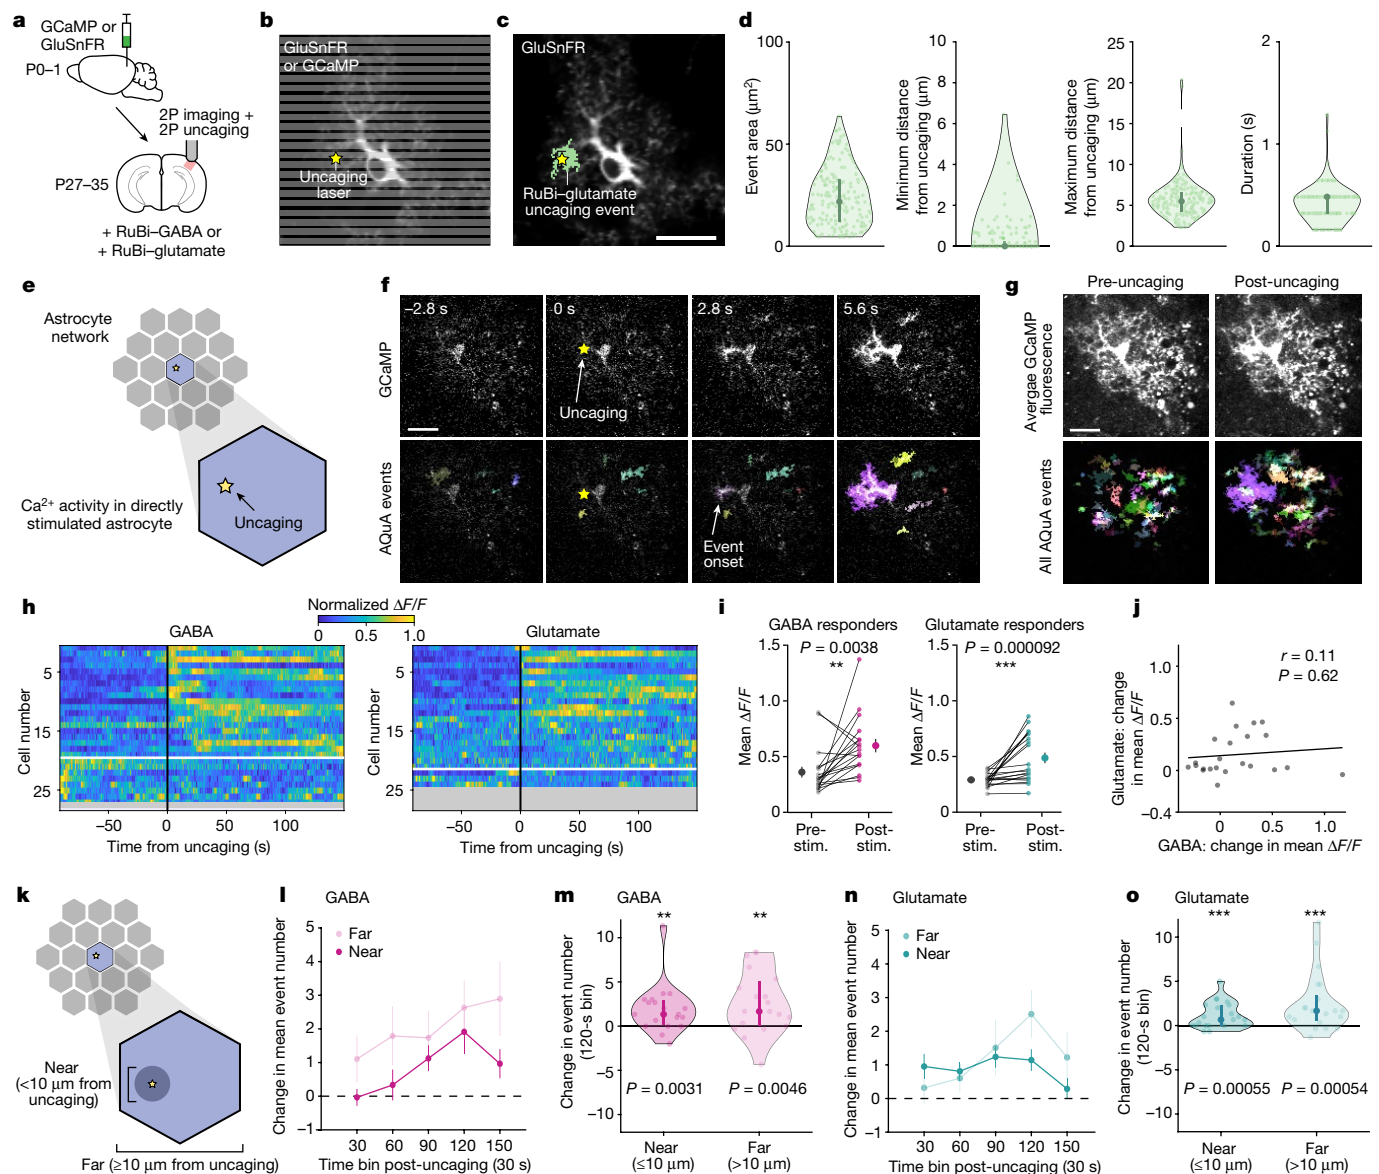 a
GCaMP or
GluSnFR
P0–1
2P imaging +
2P uncaging
P27–35
+ RuBi–GABA or
+ RuBi–glutamate
b
GluSnFR
or GCaMP
Uncaging
laser
c
GluSnFR
RuBi–glutamate
uncaging event
d
Event area (μm²)
100
50
0
Minimum distance
from uncaging (μm)
10
8
6
4
2
0
Maximum distance
from uncaging (μm)
25
20
15
10
5
0
Duration (s)
2
1
0
e
Astrocyte
network
Ca²⁺ activity in directly
stimulated astrocyte
Uncaging
f
GCaMP
–2.8 s
0 s
2.8 s
5.6 s
Uncaging
AQuA events
Event
onset
g
Pre-uncaging
Post-uncaging
Avergae GCaMP
fluorescence
All AQuA events
h
Normalized ΔF/F
0
0.5
1.0
GABA
Glutamate
Cell number
5
15
25
–50
0
50
100
Time from uncaging (s)
Cell number
5
15
25
–50
0
50
100
Time from uncaging (s)
i
GABA responders
P = 0.0038
**
Mean ΔF/F
1.5
1.0
0.5
0
Pre-
stim.
Post-
stim.
Glutamate responders
P = 0.000092
***
Mean ΔF/F
1.5
1.0
0.5
0
Pre-
stim.
Post-
stim.
j
r = 0.11
P = 0.62
Glutamate: change
in mean ΔF/F
1.0
0.5
0
–0.4
0
0.5
1.0
GABA: change in mean ΔF/F
k
Near
(<10 μm from
uncaging)
Far (≥10 μm from uncaging)
l
GABA
Far
Near
Change in mean event number
5
4
3
2
1
0
–1
30
60
90
120
150
Time bin post-uncaging (30 s)
m
GABA
**
**
Change in event number
(120-s bin)
10
5
0
–5
–10
P = 0.0031
P = 0.0046
Near
(≤10 μm)
Far
(>10 μm)
n
Glutamate
Far
Near
Change in mean event number
5
4
3
2
1
0
–1
30
60
90
120
150
Time bin post-uncaging (30 s)
o
Glutamate
***
***
Change in event number
(120-s bin)
10
5
0
–5
–10
P = 0.00055
P = 0.00054
Near
(≤10 μm)
Far
(>10 μm)